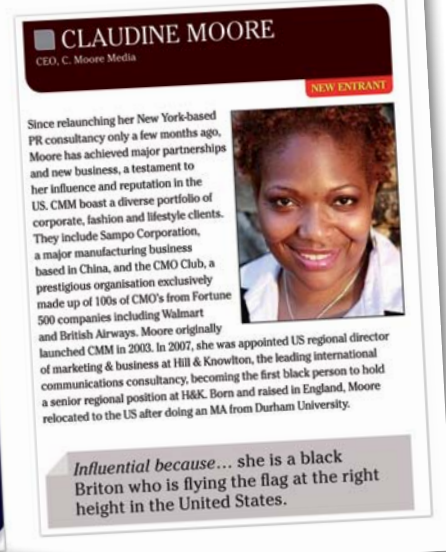 CLAUDINE MOORE
CEO, C. Moore Media
NEW ENTRANT
Since relaunching her New York-based
PR consultancy only a few months ago,
Moore has achieved major partnerships
and new business, a testament to
her influence and reputation in the
US. CMM boast a diverse portfolio of
corporate, fashion and lifestyle clients.
They include Sampo Corporation,
a major manufacturing business
based in China, and the CMO Club, a
prestigious organisation exclusively
made up of 100s of CMO's from Fortune
500 companies including Walmart
and British Airways. Moore originally
launched CMM in 2003. In 2007, she was appointed US regional director
of marketing & business at Hill & Knowlton, the leading international
communications consultancy, becoming the first black person to hold
a senior regional position at H&K. Born and raised in England, Moore
relocated to the US after doing an MA from Durham University.
Influential because... she is a black
Briton who is flying the flag at the right
height in the United States.